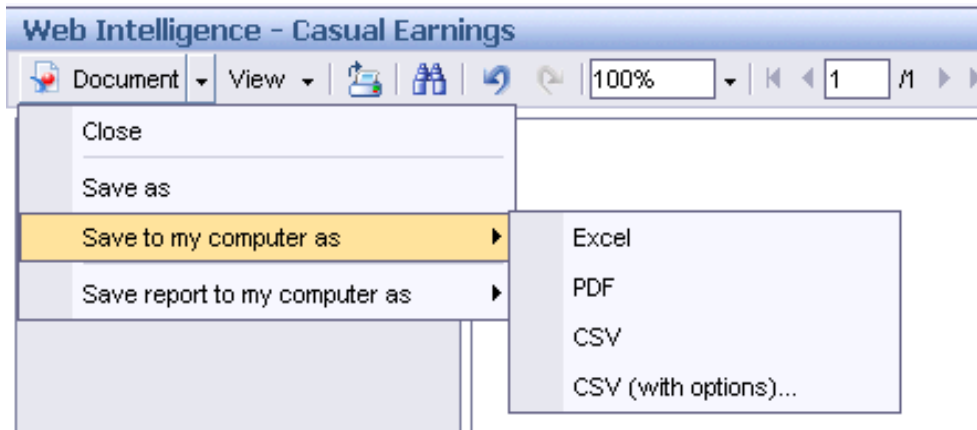 Web Intelligence - Casual Earnings
Document View 100% 1 /1
Close
Save as
Save to my computer as
Excel
Save report to my computer as
PDF
CSV
CSV (with options)...